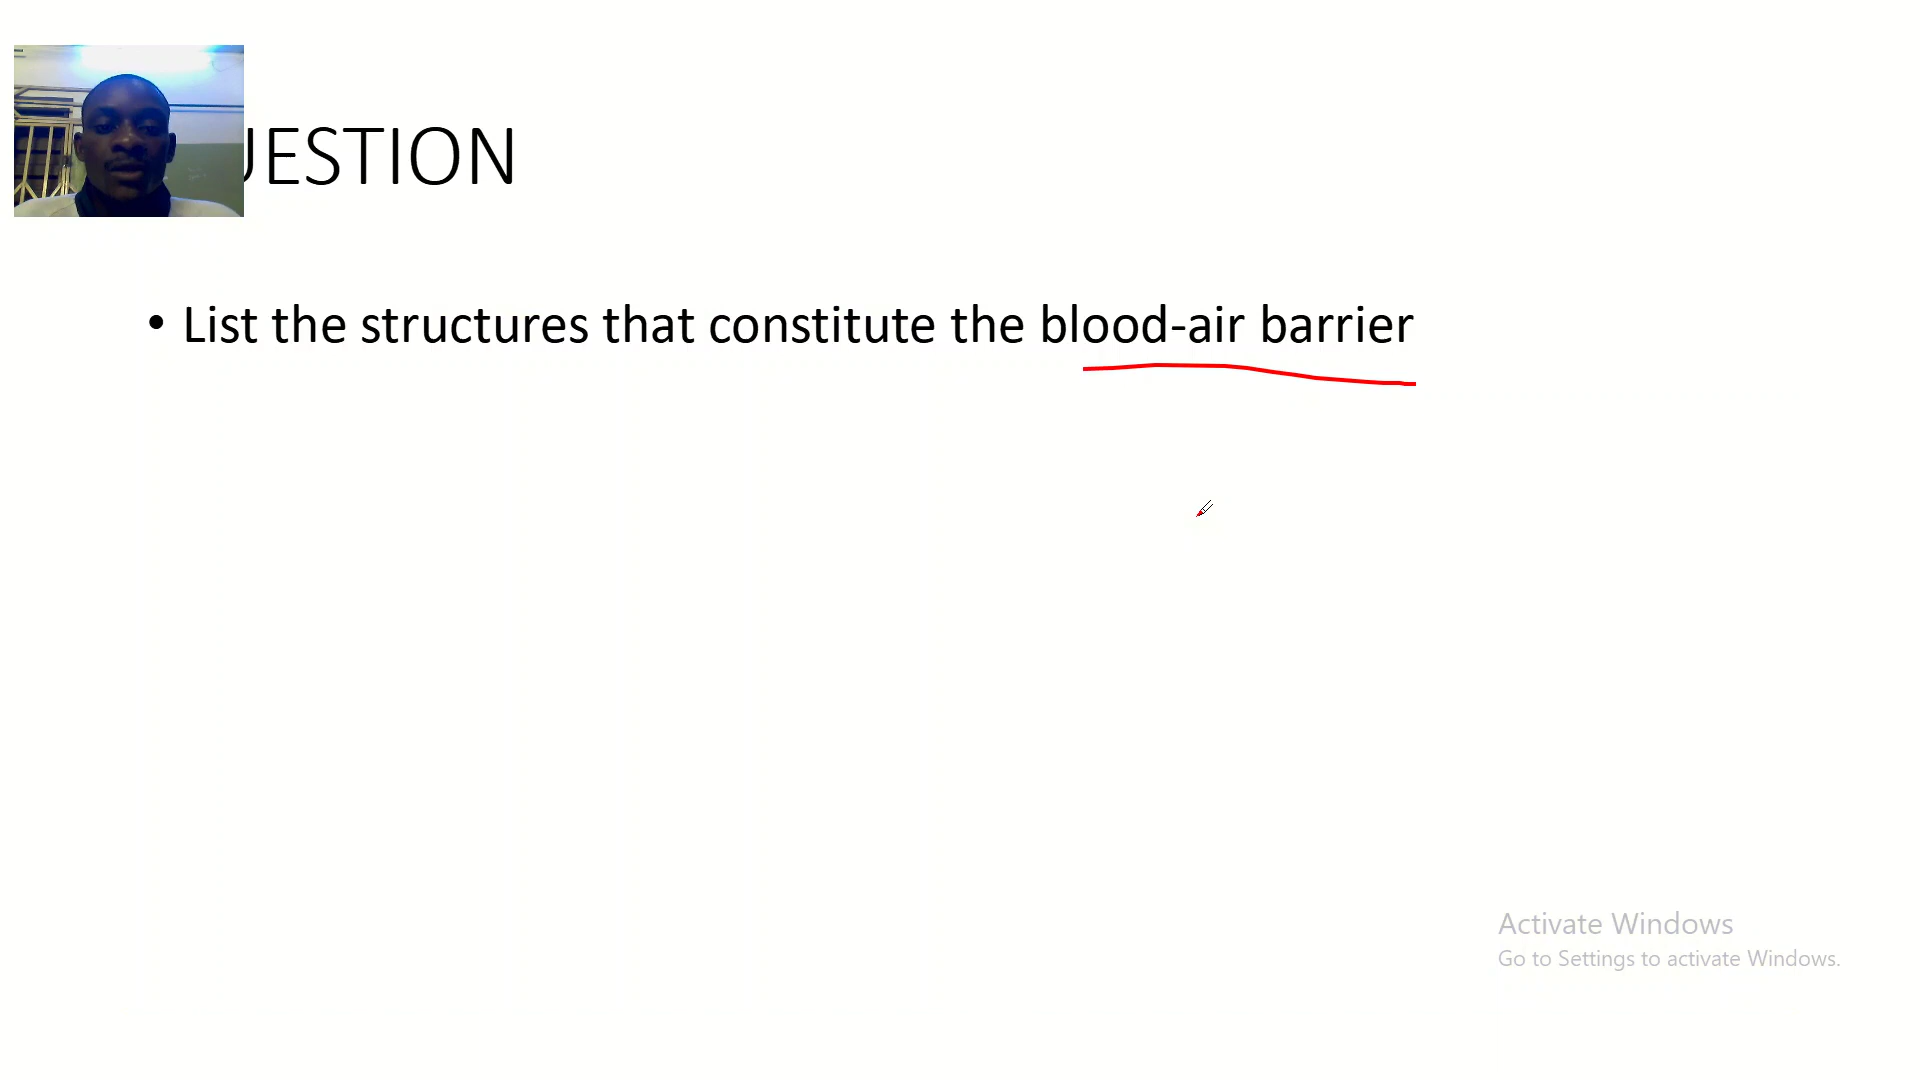 UESTION
• List the structures that constitute the blood-air barrier
Activate Windows
Go to Settings to activate Windows.